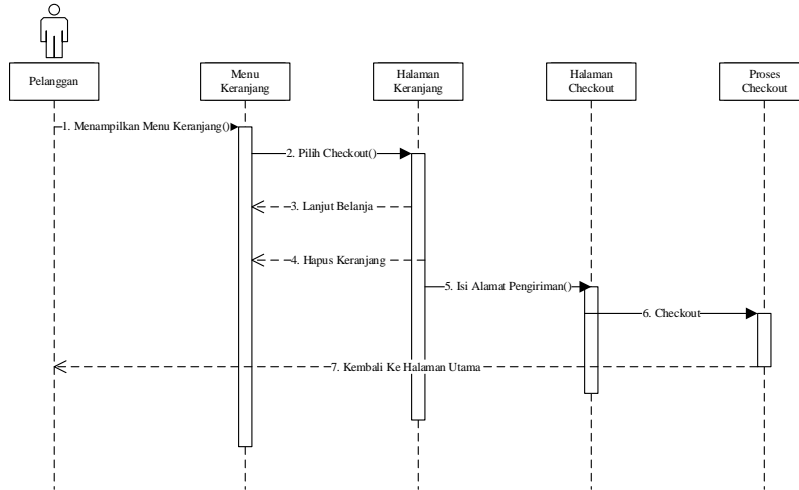 Pelanggan
Menu
Keranjang
Halaman
Keranjang
Halaman
Checkout
Proses
Checkout
1. Menampilkan Menu Keranjang()
2. Pilih Checkout()
3. Lanjut Belanja
4. Hapus Keranjang
5. Isi Alamat Pengiriman()
6. Checkout
7. Kembali Ke Halaman Utama